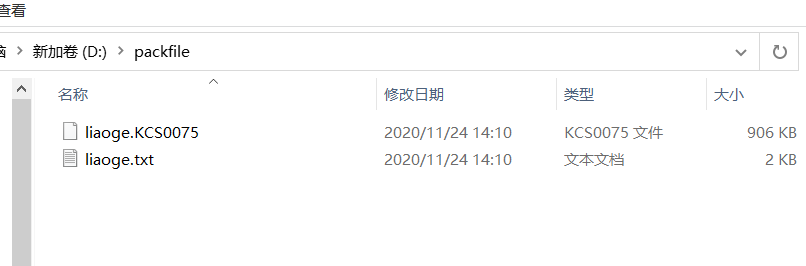 查看
脑 新加卷 (D:) packfile
名称 修改日期 类型 大小
liaoge.KCS0075 2020/11/24 14:10 KCS0075 文件 906 KB
liaoge.txt 2020/11/24 14:10 文本文档 2 KB